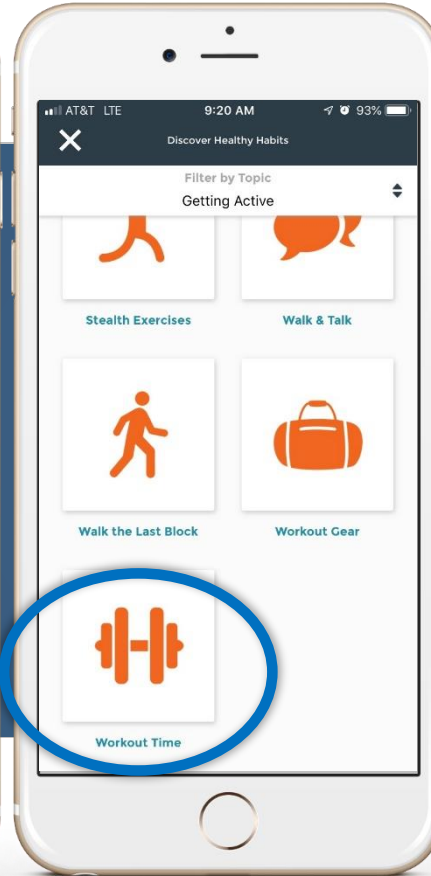 AT&T LTE 9:20 AM 93%
Discover Healthy Habits
Filter by Topic
Getting Active
Stealth Exercises
Walk & Talk
Walk the Last Block
Workout Gear
Workout Time